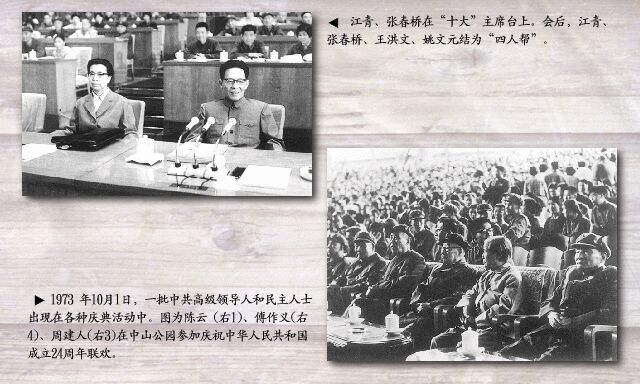 ◀ 江青、张春桥在“十大”主席台上。会后，江青、
张春桥、王洪文、姚文元结为“四人帮”。
▶ 1973 年10月1日，一批中共高级领导人和民主人士
出现在各种庆典活动中。图为陈云 (右1)、傅作义(右
4)、周建人(右3)在中山公园参加庆祝中华人民共和国
成立24周年联欢。